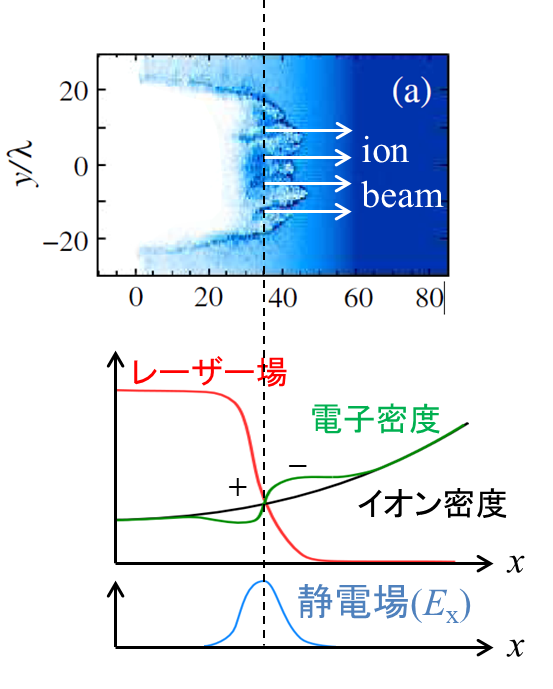 (a)
y/λ
20
0
−20
ion
beam
0 20 40 60 80
レーザー場
電子密度
+ −
イオン密度
x
静電場(Ex)
x